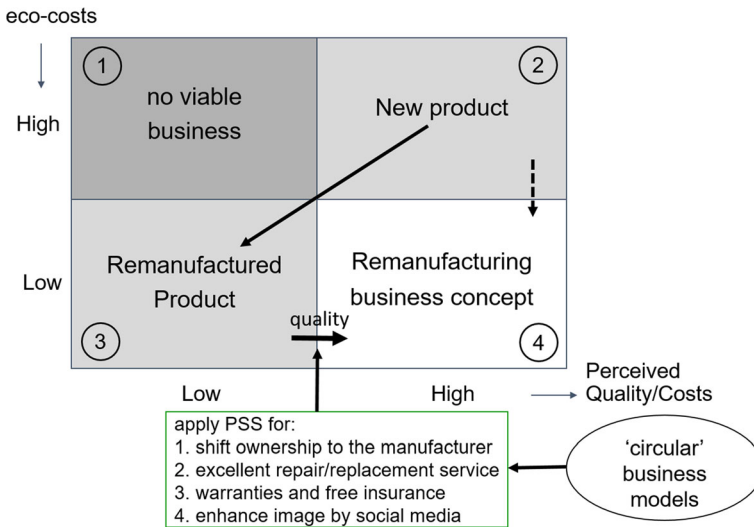 eco-costs
1
2
no viable
business
New product
High
Remanufactured
Product
Remanufacturing
business concept
Low
quality
3
4
Low
High
Perceived
Quality/Costs
apply PSS for:
1. shift ownership to the manufacturer
2. excellent repair/replacement service
3. warranties and free insurance
4. enhance image by social media
‘circular’
business
models